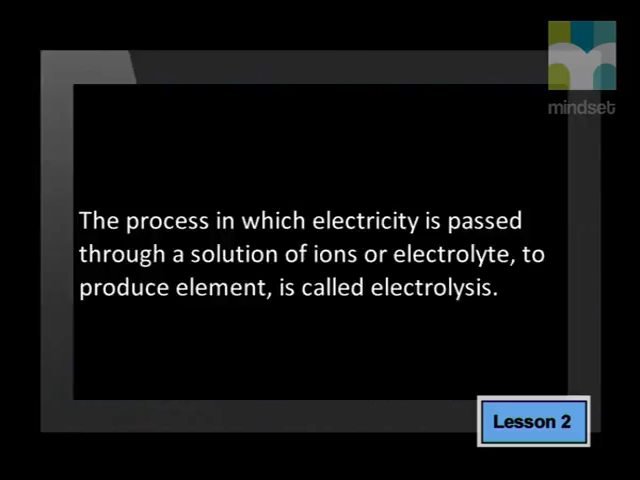 mindset
The process in which electricity is passed
through a solution of ions or electrolyte, to
produce element, is called electrolysis.
Lesson 2